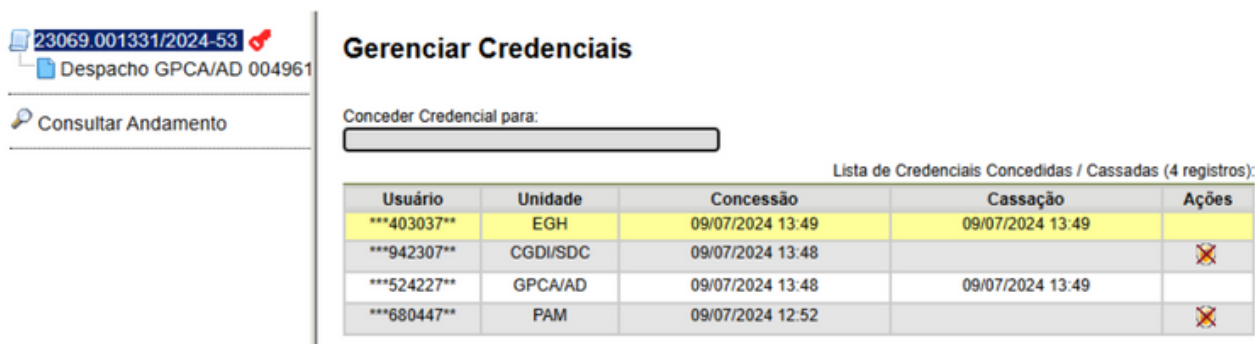 23069.001331/2024-53
Despacho GPCA/AD 004961
Consultar Andamento
Gerenciar Credenciais
Conceder Credencial para:
Lista de Credenciais Concedidas / Cassadas (4 registros):
Usuário Unidade Concessão Cassação Ações
***403037** EGH 09/07/2024 13:49 09/07/2024 13:49
***942307** CGDI/SDC 09/07/2024 13:48
***524227** GPCA/AD 09/07/2024 13:48 09/07/2024 13:49
***680447** PAM 09/07/2024 12:52